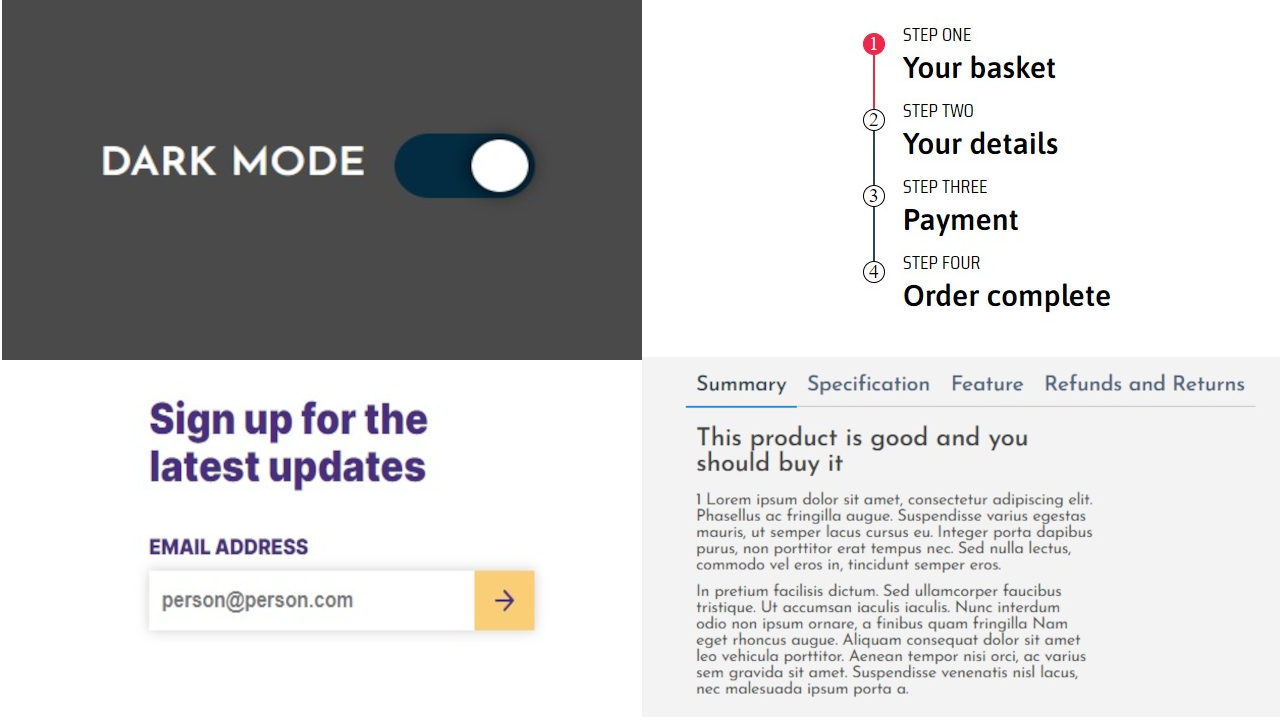 DARK MODE
1
STEP ONE
Your basket
2
STEP TWO
Your details
3
STEP THREE
Payment
4
STEP FOUR
Order complete
Sign up for the
latest updates
EMAIL ADDRESS
person@person.com
Summary Specification Feature Refunds and Returns
This product is good and you
should buy it
1 Lorem ipsum dolor sit amet, consectetur adipiscing elit.
Phasellus ac fringilla augue. Suspendisse varius egestas
mauris, ut semper lacus cursus eu. Integer porta dapibus
purus, non porttitor erat tempus nec. Sed nulla lectus,
commodo vel eros in, tincidunt semper eros.
In pretium facilisis dictum. Sed ullamcorper faucibus
tristique. Ut accumsan iaculis iaculis. Nunc interdum
odio non ipsum ornare, a finibus quam fringilla Nam
eget rhoncus augue. Aliquam consequat dolor sit amet
leo vehicula porttitor. Aenean tempor nisi orci, ac varius
sem gravida sit amet. Suspendisse venenatis nisl lacus,
nec malesuada ipsum porta a.